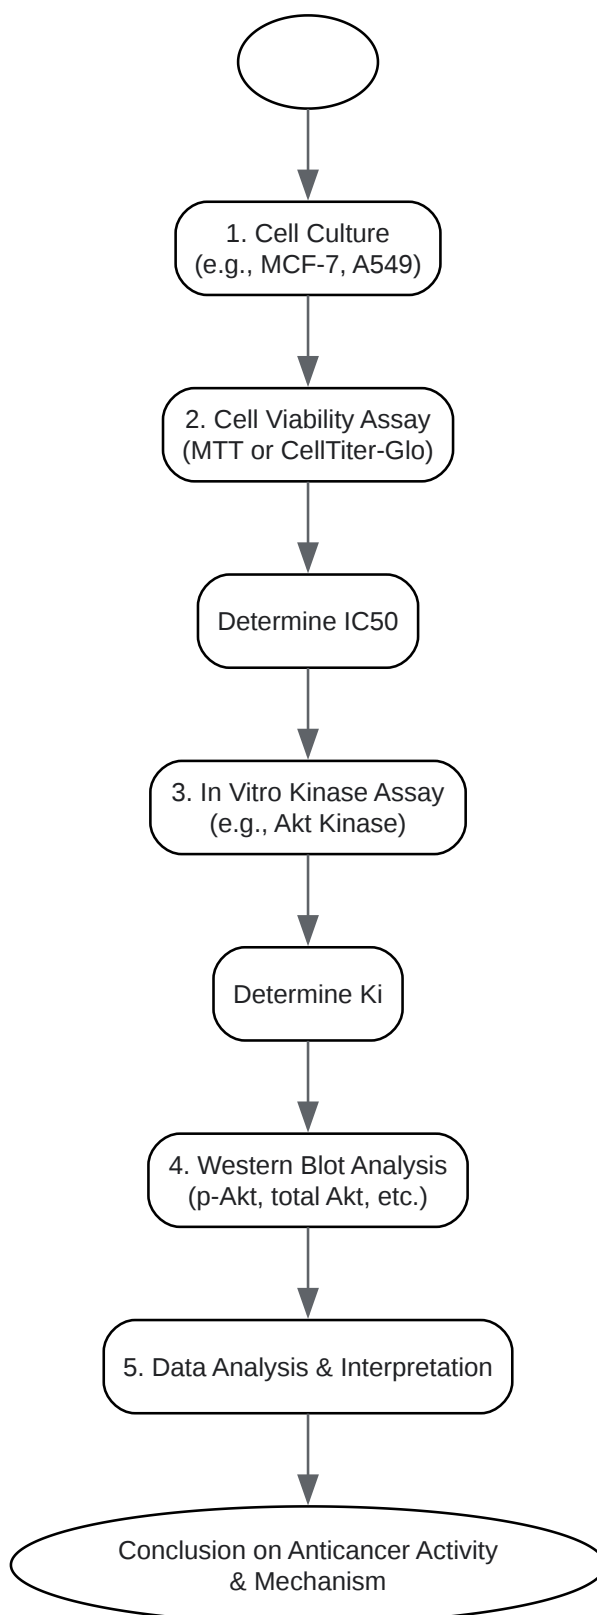 1. Cell Culture
(e.g., MCF-7, A549)
2. Cell Viability Assay
(MTT or CellTiter-Glo)
Determine IC50
3. In Vitro Kinase Assay
(e.g., Akt Kinase)
Determine Ki
4. Western Blot Analysis
(p-Akt, total Akt, etc.)
5. Data Analysis & Interpretation
Conclusion on Anticancer Activity
& Mechanism